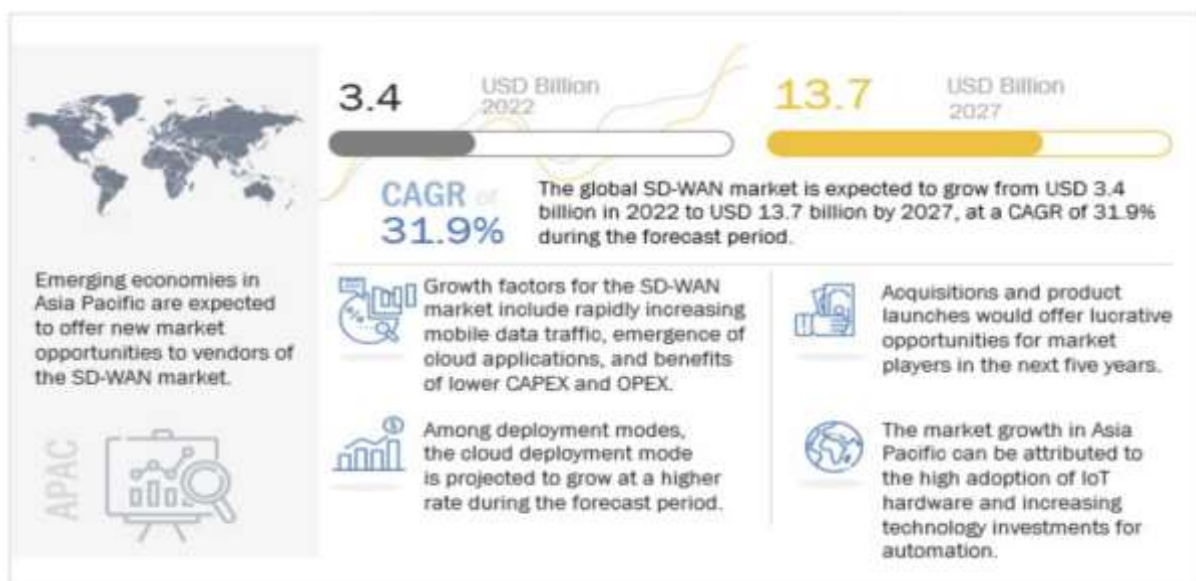 3.4
USD Billion
2022
13.7
USD Billion
2027
CAGR of
31.9%
The global SD-WAN market is expected to grow from USD 3.4
billion in 2022 to USD 13.7 billion by 2027, at a CAGR of 31.9%
during the forecast period.
Emerging economies in
Asia Pacific are expected
to offer new market
opportunities to vendors of
the SD-WAN market.
APAC
Growth factors for the SD-WAN
market include rapidly increasing
mobile data traffic, emergence of
cloud applications, and benefits
of lower CAPEX and OPEX.
Acquisitions and product
launches would offer lucrative
opportunities for market
players in the next five years.
Among deployment modes,
the cloud deployment mode
is projected to grow at a higher
rate during the forecast period.
The market growth in Asia
Pacific can be attributed to
the high adoption of IoT
hardware and increasing
technology investments for
automation.